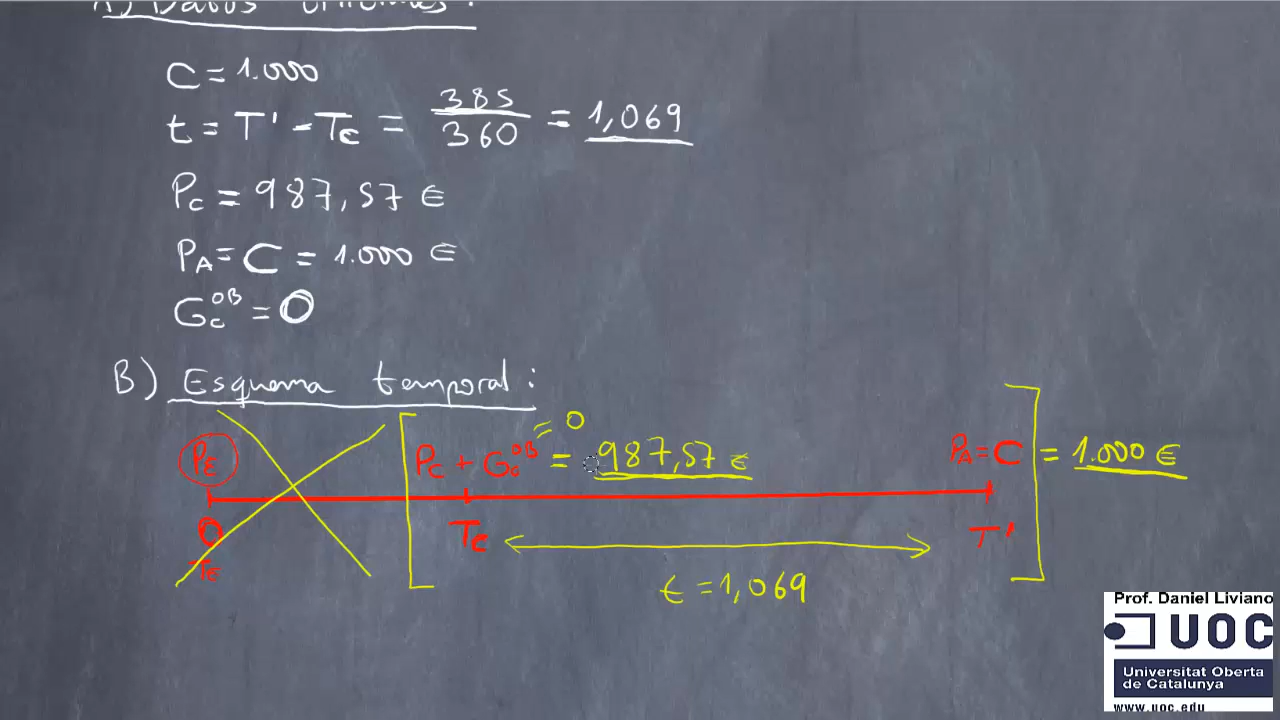 A) Datos
C = 1.000
t = T' - Tc = 385/360 = 1,069
Pc = 987,57 €
PA = C = 1.000 €
Gc^OB = 0
B) Esquema temporal:
= 0
PE Pc + Gc^OB = 987,57 € PA = C = 1.000 €
0 Tc T'
TE
t = 1,069
Prof. Daniel Liviano
UOC
Universitat Oberta
de Catalunya
www.uoc.edu